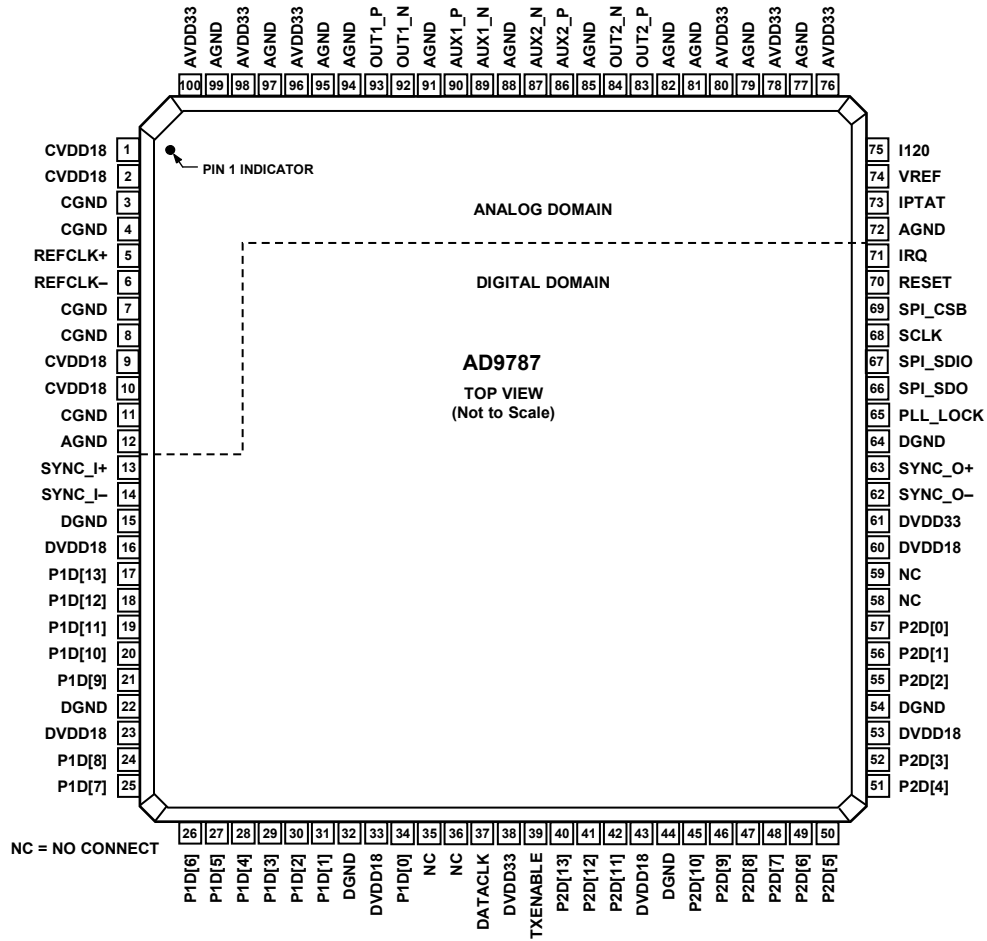 AVDD33 AGND AVDD33 AGND AVDD33 AGND AGND OUT1_P OUT1_N AGND AUX1_P AUX1_N AGND AUX2_N AUX2_P AGND OUT2_N OUT2_P AGND AGND AVDD33 AGND AVDD33 AGND AVDD33
100 99 98 97 96 95 94 93 92 91 90 89 88 87 86 85 84 83 82 81 80 79 78 77 76
CVDD18 1
CVDD18 2
CGND 3
CGND 4
REFCLK+ 5
REFCLK– 6
CGND 7
CGND 8
CVDD18 9
CVDD18 10
CGND 11
AGND 12
SYNC_I+ 13
SYNC_I– 14
DGND 15
DVDD18 16
P1D[13] 17
P1D[12] 18
P1D[11] 19
P1D[10] 20
P1D[9] 21
DGND 22
DVDD18 23
P1D[8] 24
P1D[7] 25
PIN 1 INDICATOR
ANALOG DOMAIN
DIGITAL DOMAIN
AD9787
TOP VIEW
(Not to Scale)
75 I120
74 VREF
73 IPTAT
72 AGND
71 IRQ
70 RESET
69 SPI_CSB
68 SCLK
67 SPI_SDIO
66 SPI_SDO
65 PLL_LOCK
64 DGND
63 SYNC_O+
62 SYNC_O–
61 DVDD33
60 DVDD18
59 NC
58 NC
57 P2D[0]
56 P2D[1]
55 P2D[2]
54 DGND
53 DVDD18
52 P2D[3]
51 P2D[4]
26 27 28 29 30 31 32 33 34 35 36 37 38 39 40 41 42 43 44 45 46 47 48 49 50
P1D[6] P1D[5] P1D[4] P1D[3] P1D[2] P1D[1] DGND DVDD18 P1D[0] NC NC DATACLK DVDD33 TXENABLE P2D[13] P2D[12] P2D[11] DVDD18 DGND P2D[10] P2D[9] P2D[8] P2D[7] P2D[6] P2D[5]
NC = NO CONNECT